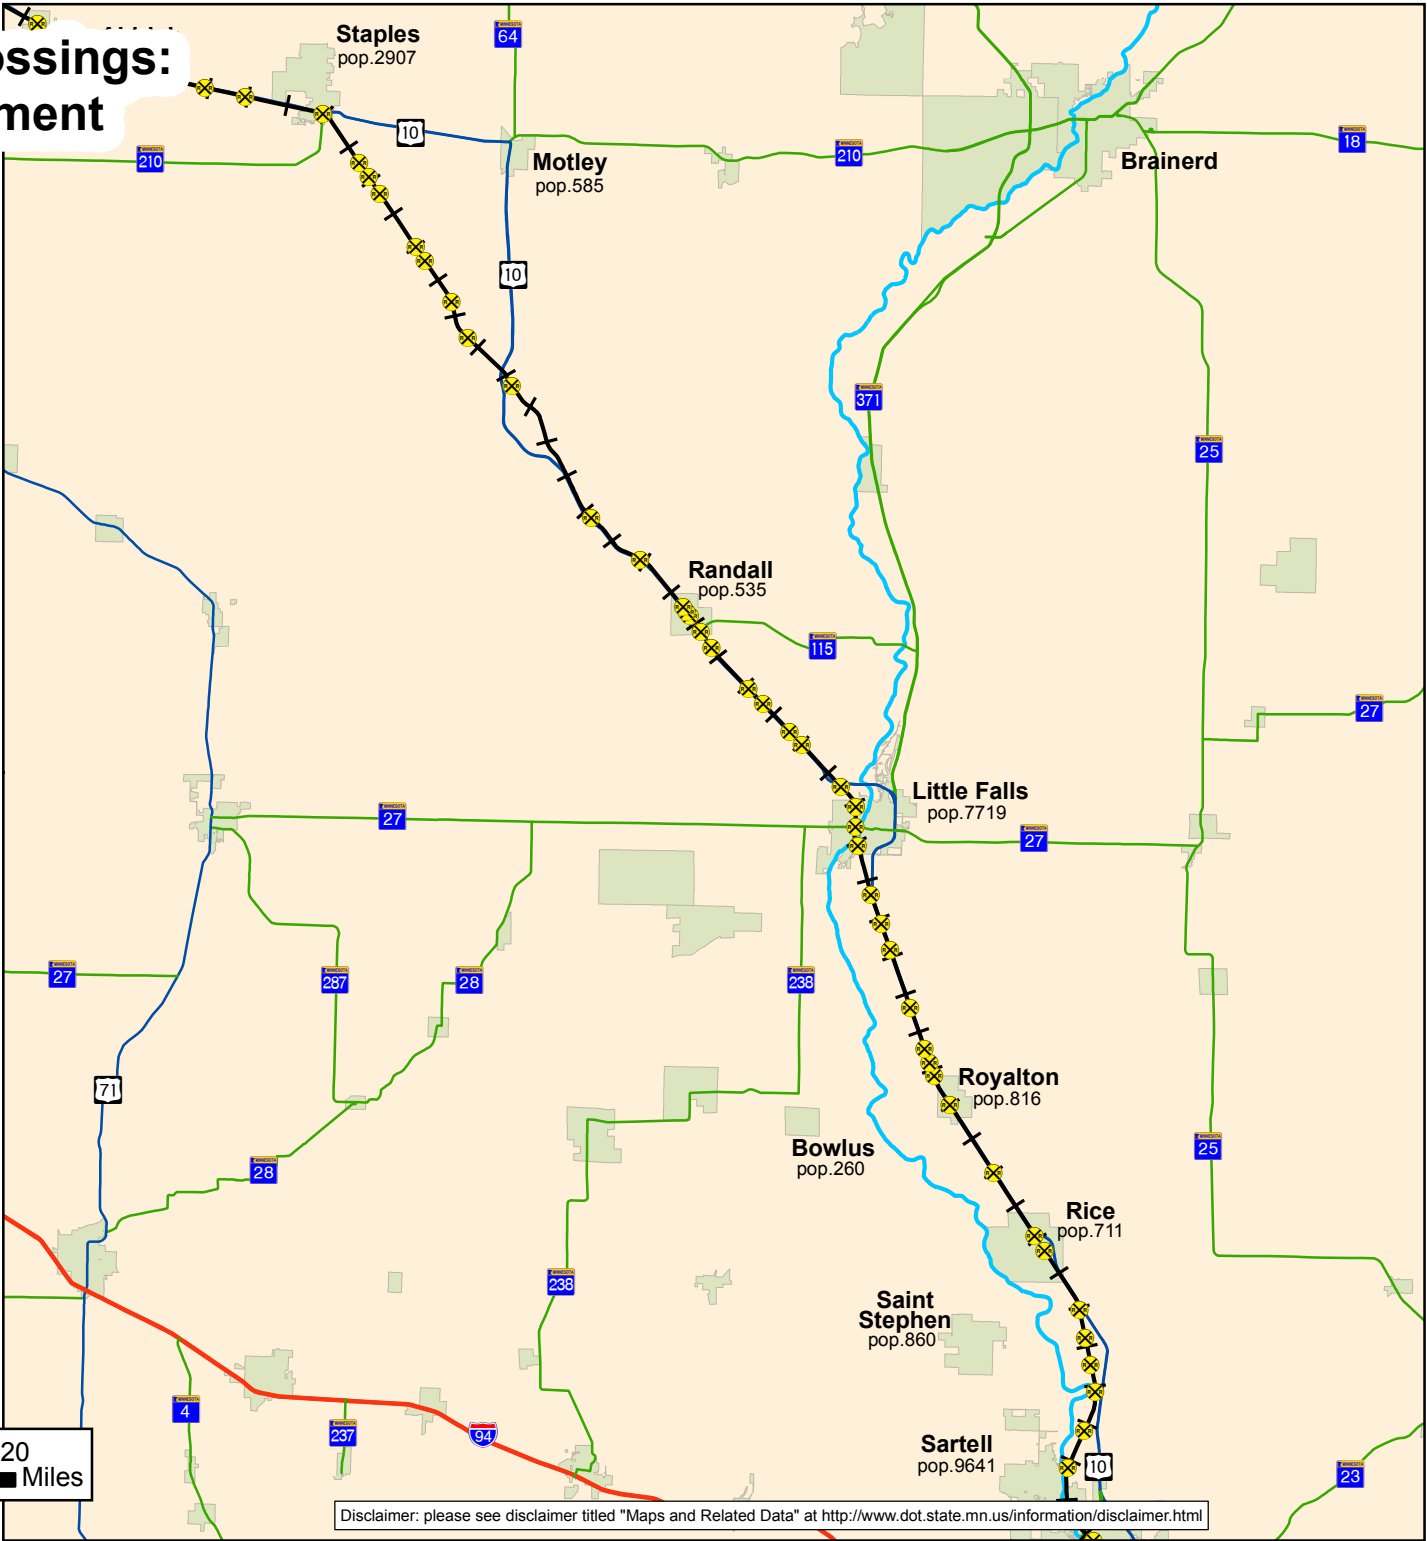 ossings:
ment
Staples
pop.2907
64
10
210
Motley
pop.585
210
18
Brainerd
10
371
25
Randall
pop.535
115
27
Little Falls
pop.7719
27
27
27
287
28
238
71
Royalton
pop.816
Bowlus
pop.260
25
28
Rice
pop.711
238
Saint
Stephen
pop.860
4
237
94
Sartell
pop.9641
10
23
20
Miles
Disclaimer: please see disclaimer titled "Maps and Related Data" at http://www.dot.state.mn.us/information/disclaimer.html